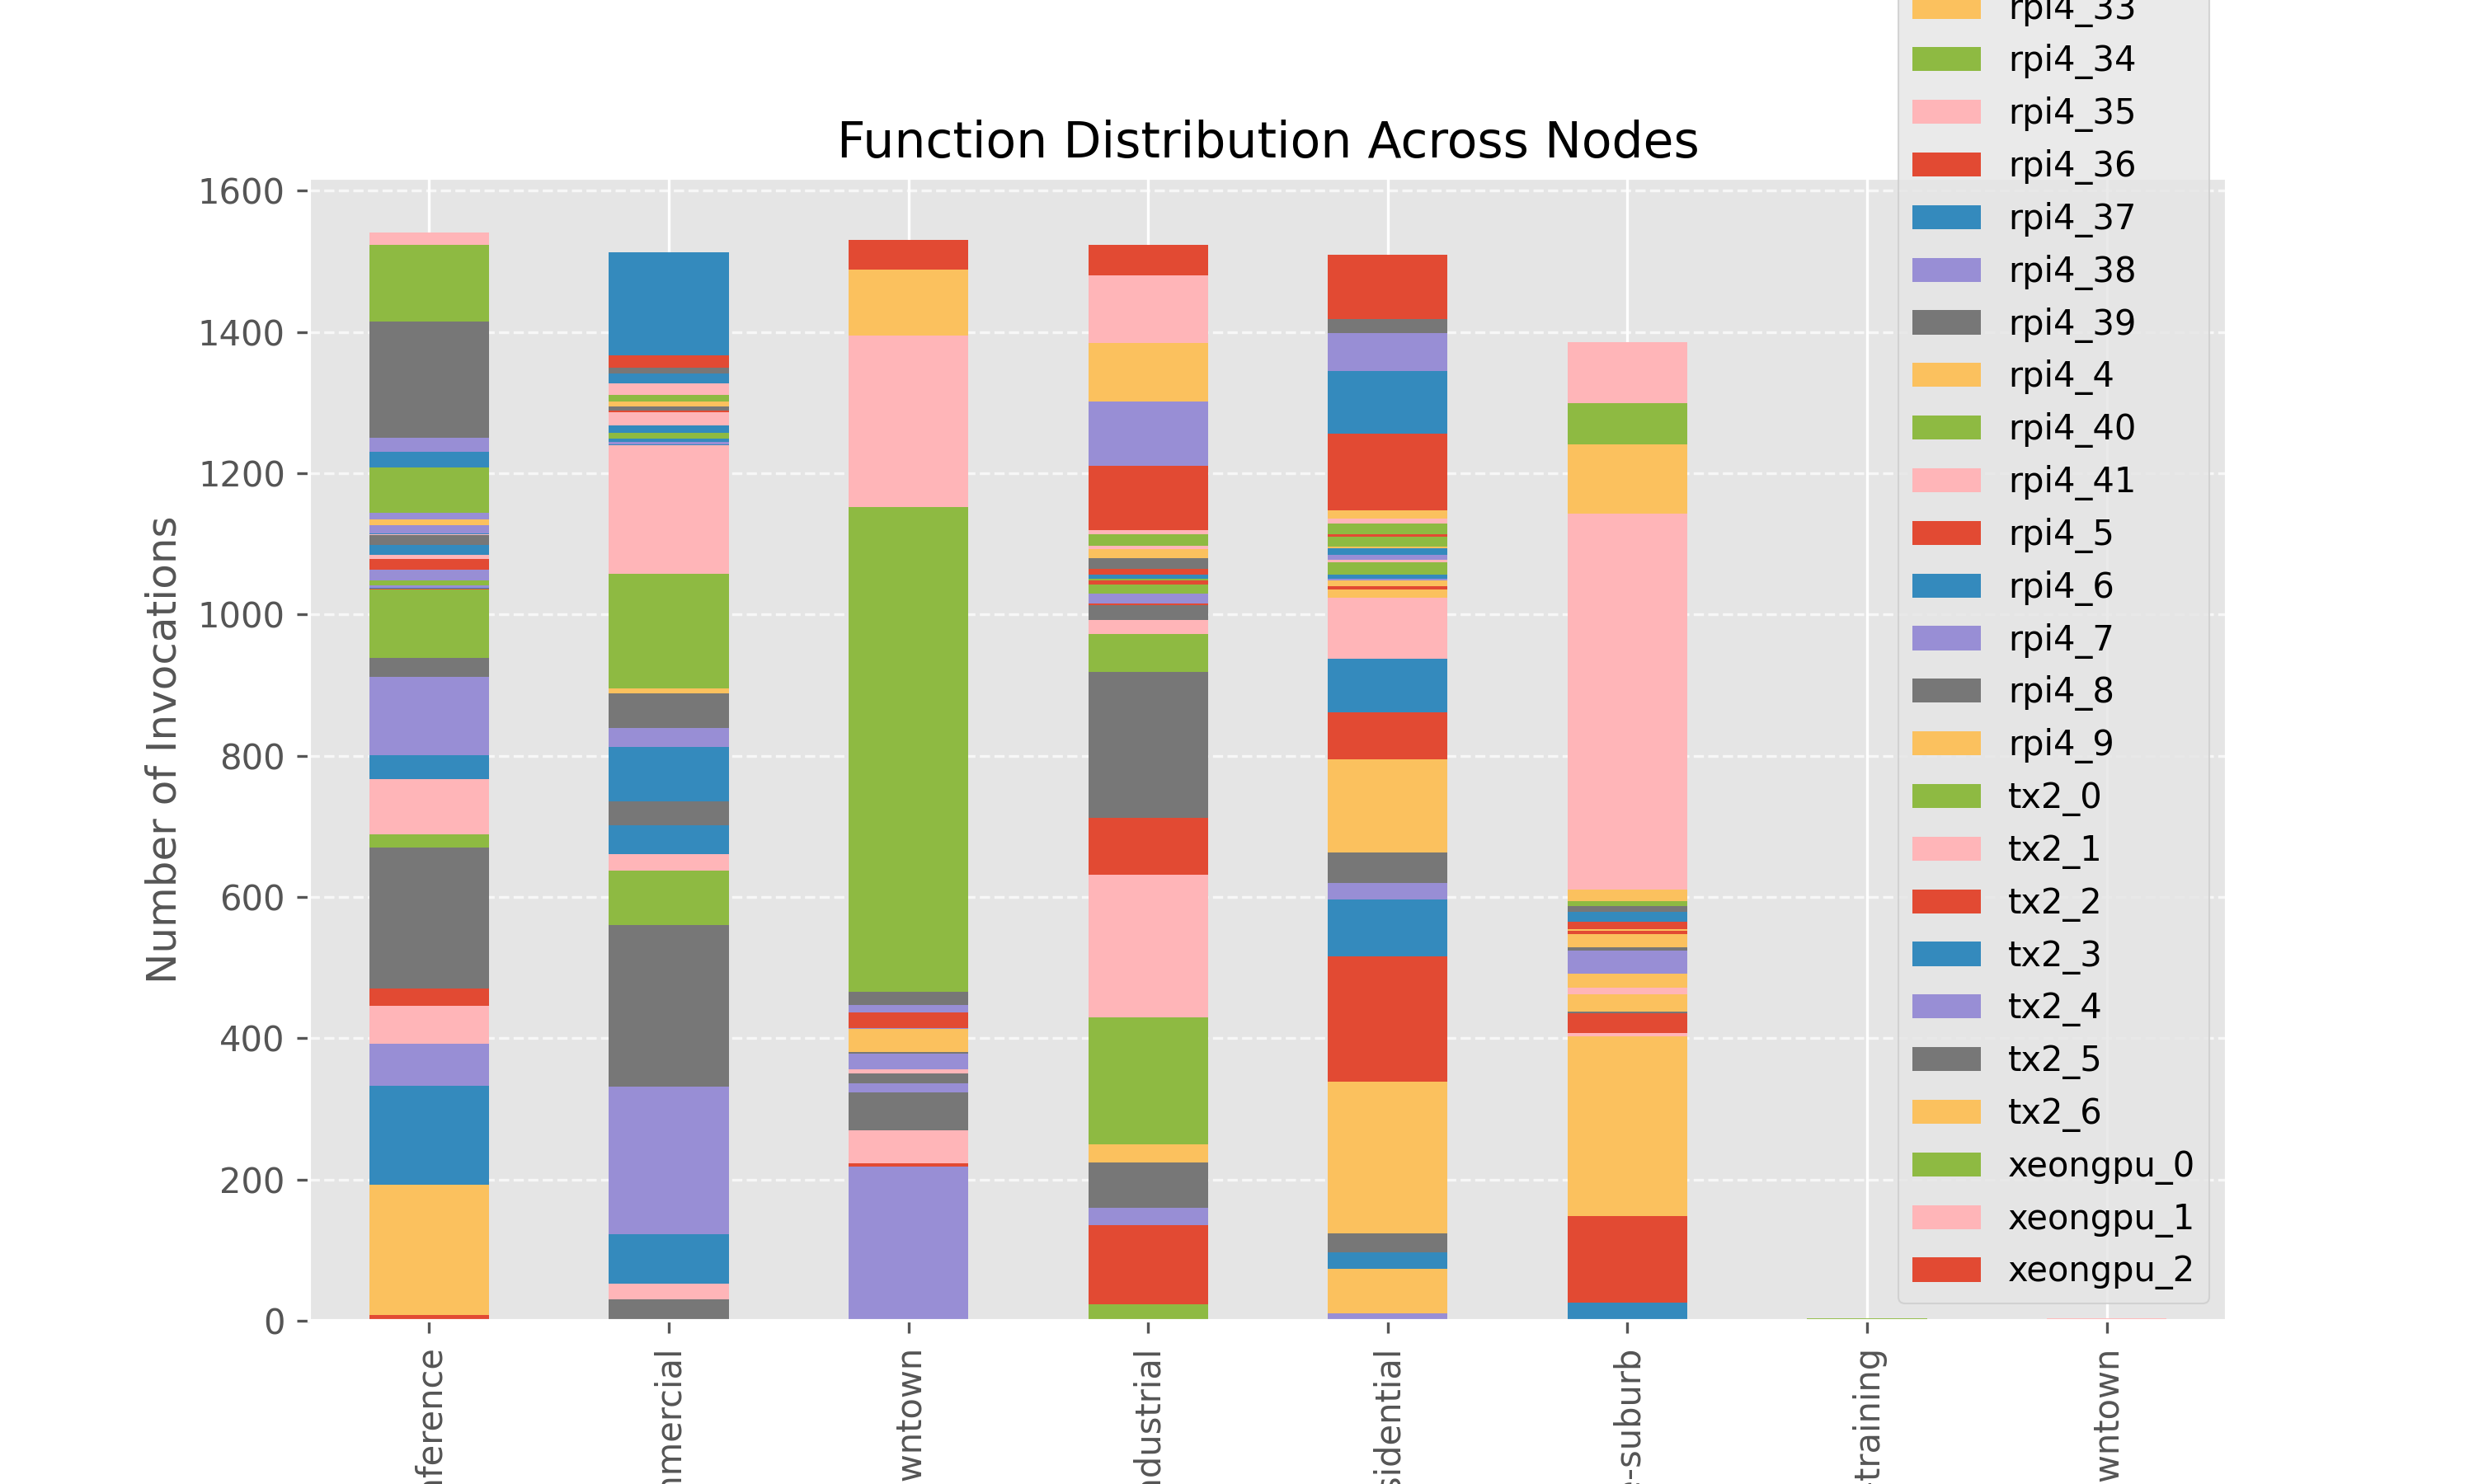 Function Distribution Across Nodes
Number of Invocations
1600
1400
1200
1000
800
600
400
200
0
rpi4_33
rpi4_34
rpi4_35
rpi4_36
rpi4_37
rpi4_38
rpi4_39
rpi4_4
rpi4_40
rpi4_41
rpi4_5
rpi4_6
rpi4_7
rpi4_8
rpi4_9
tx2_0
tx2_1
tx2_2
tx2_3
tx2_4
tx2_5
tx2_6
xeongpu_0
xeongpu_1
xeongpu_2
ference
mercial
wntown
dustrial
sidential
-suburb
training
wntown